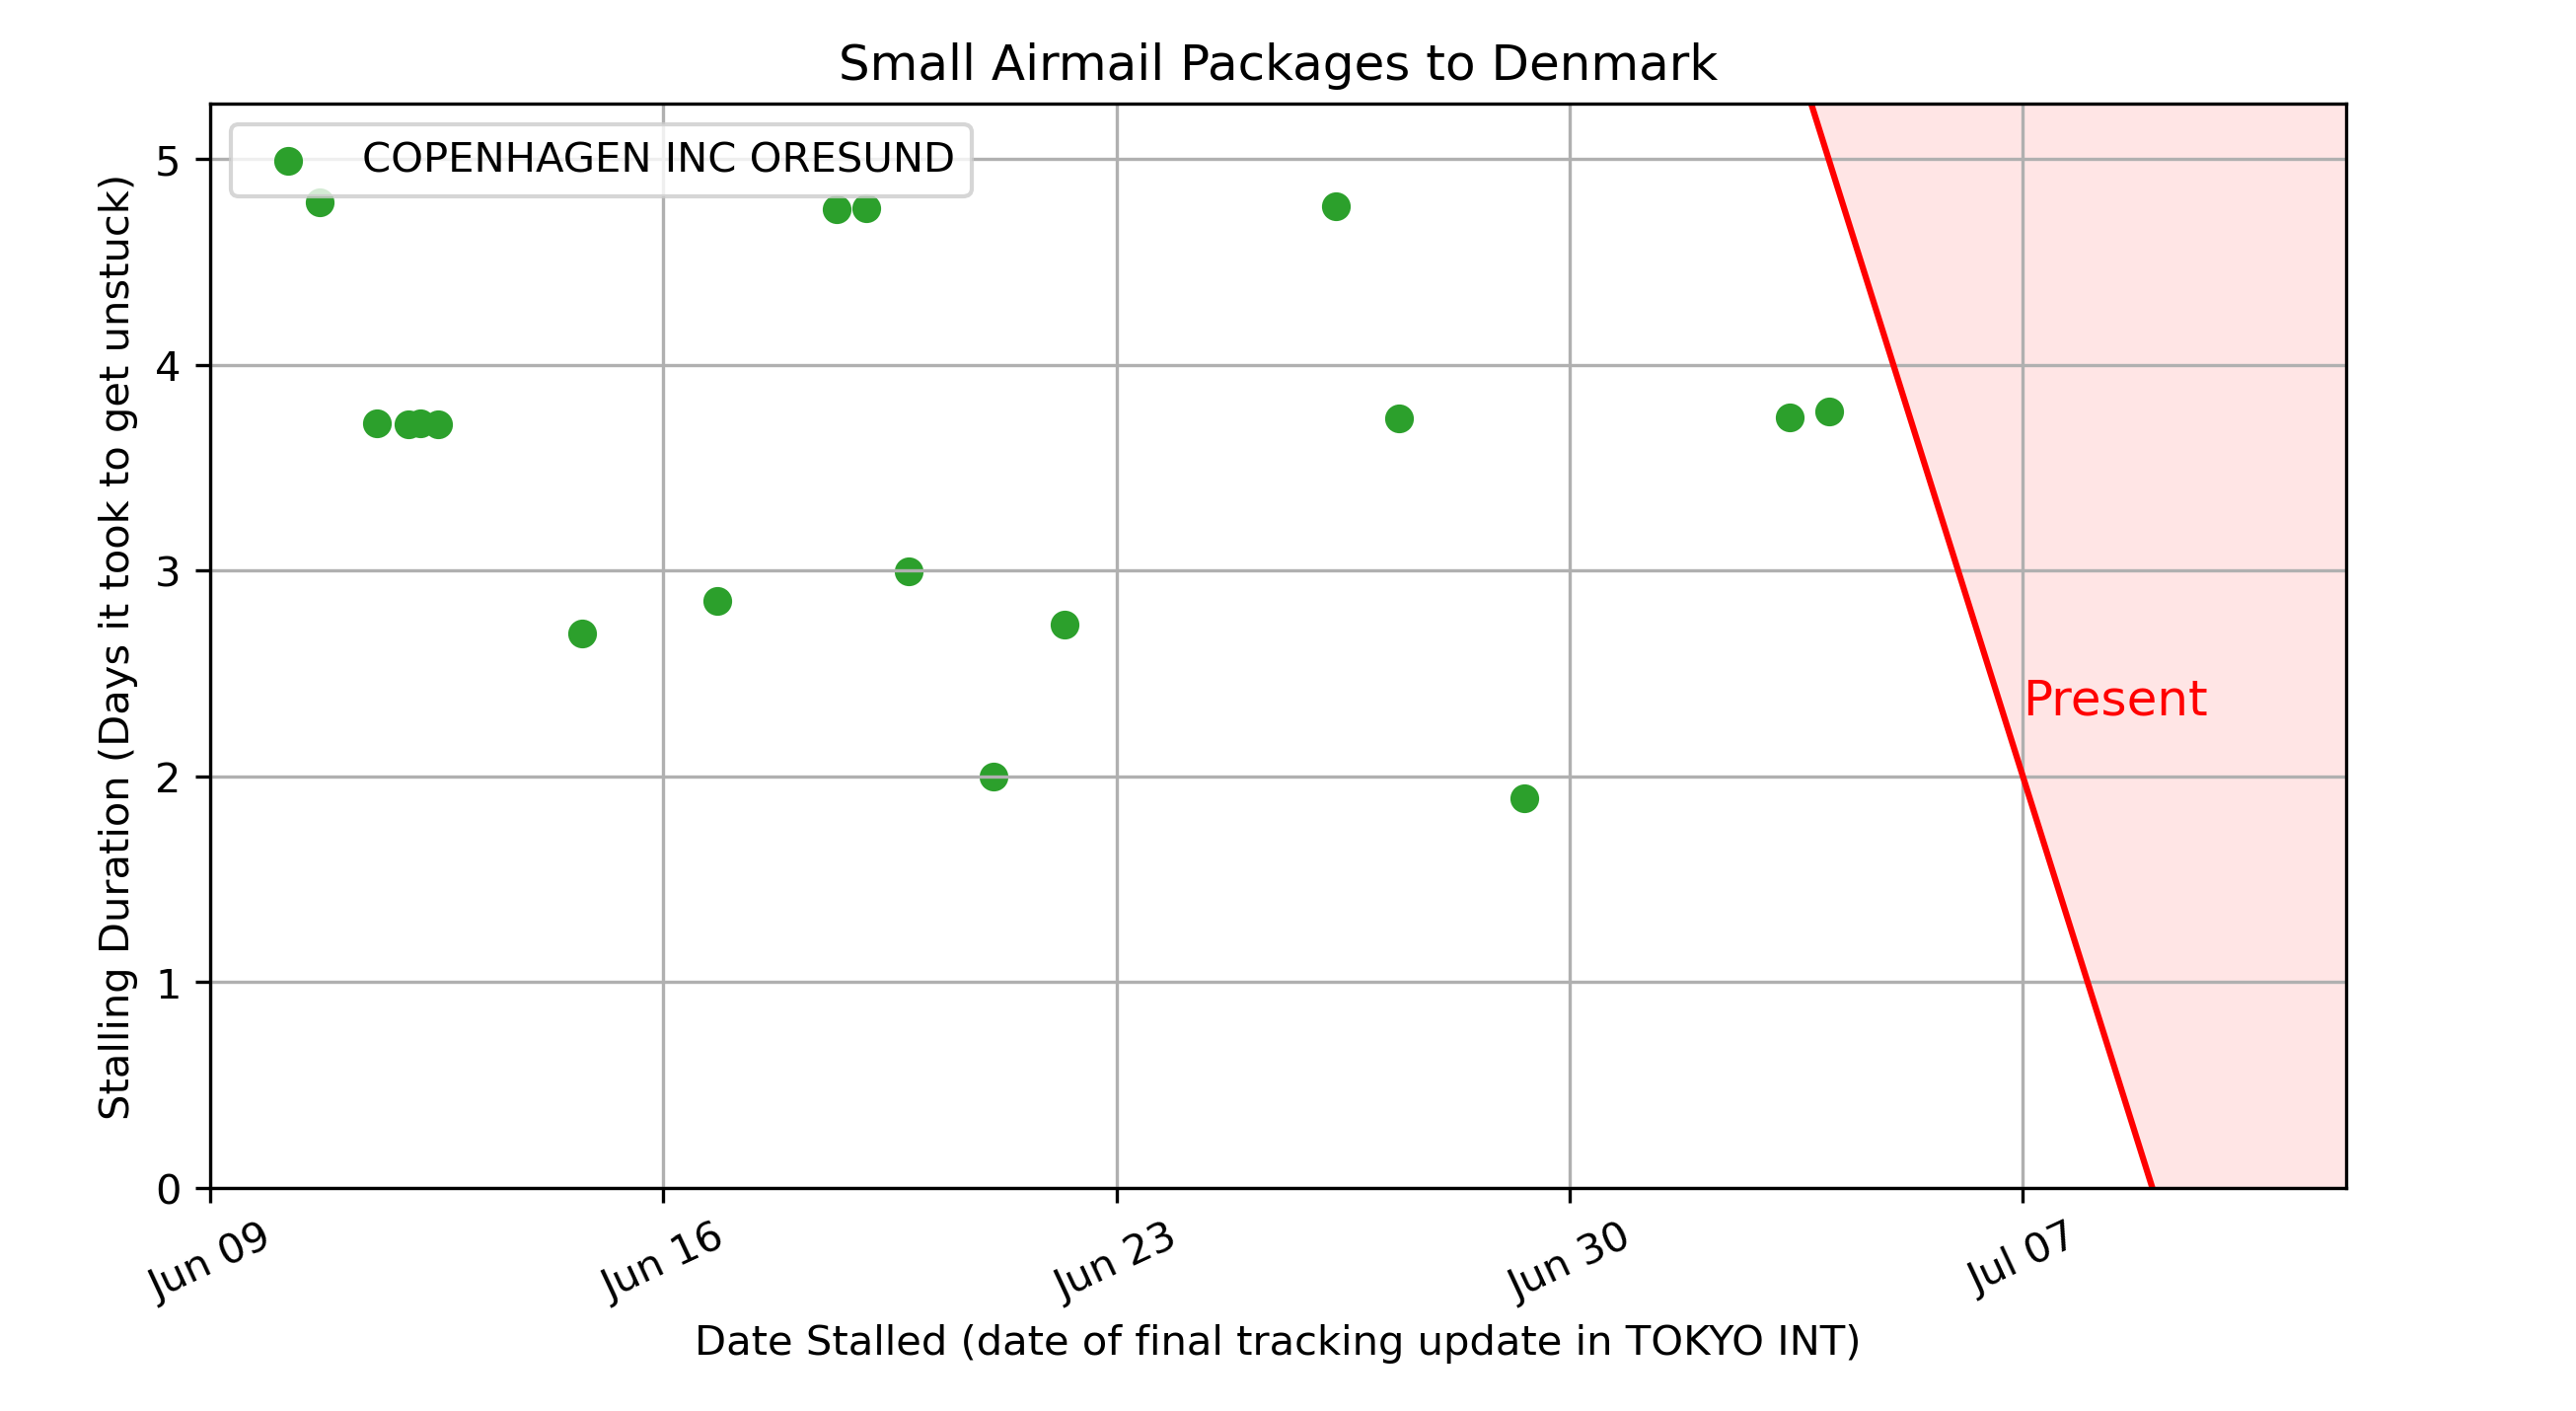 Small Airmail Packages to Denmark
COPENHAGEN INC ORESUND
Stalling Duration (Days it took to get unstuck)
5
4
3
2
1
0
Present
Jun 09
Jun 16
Jun 23
Jun 30
Jul 07
Date Stalled (date of final tracking update in TOKYO INT)